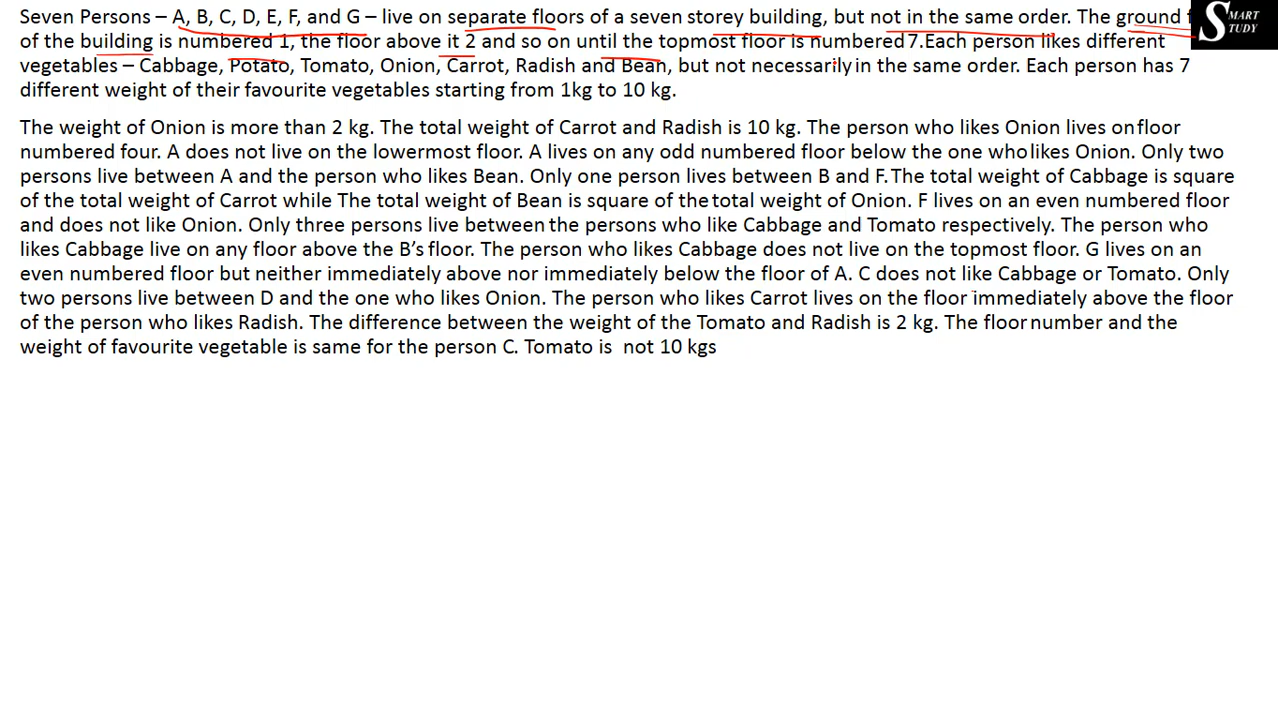 Seven Persons – A, B, C, D, E, F, and G – live on separate floors of a seven storey building, but not in the same order. The ground
of the building is numbered 1, the floor above it 2 and so on until the topmost floor is numbered 7.Each person likes different
vegetables – Cabbage, Potato, Tomato, Onion, Carrot, Radish and Bean, but not necessarily in the same order. Each person has 7
different weight of their favourite vegetables starting from 1kg to 10 kg.
The weight of Onion is more than 2 kg. The total weight of Carrot and Radish is 10 kg. The person who likes Onion lives on floor
numbered four. A does not live on the lowermost floor. A lives on any odd numbered floor below the one who likes Onion. Only two
persons live between A and the person who likes Bean. Only one person lives between B and F. The total weight of Cabbage is square
of the total weight of Carrot while The total weight of Bean is square of the total weight of Onion. F lives on an even numbered floor
and does not like Onion. Only three persons live between the persons who like Cabbage and Tomato respectively. The person who
likes Cabbage live on any floor above the B's floor. The person who likes Cabbage does not live on the topmost floor. G lives on an
even numbered floor but neither immediately above nor immediately below the floor of A. C does not like Cabbage or Tomato. Only
two persons live between D and the one who likes Onion. The person who likes Carrot lives on the floor immediately above the floor
of the person who likes Radish. The difference between the weight of the Tomato and Radish is 2 kg. The floor number and the
weight of favourite vegetable is same for the person C. Tomato is not 10 kgs
SMART
STUDY